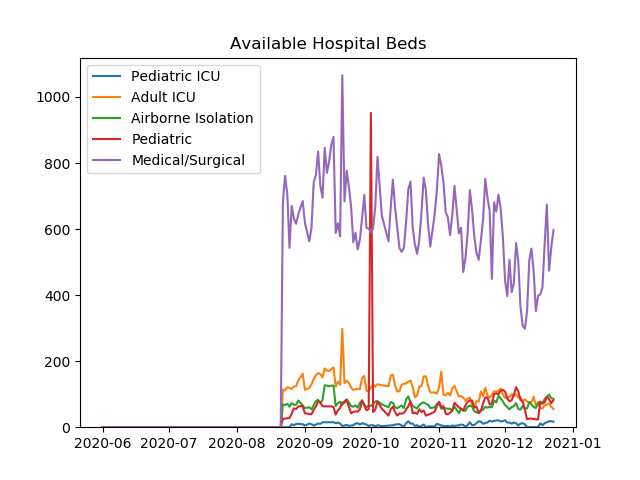 Available Hospital Beds
Pediatric ICU
Adult ICU
Airborne Isolation
Pediatric
Medical/Surgical
1000
800
600
400
200
0
2020-06 2020-07 2020-08 2020-09 2020-10 2020-11 2020-12 2021-01